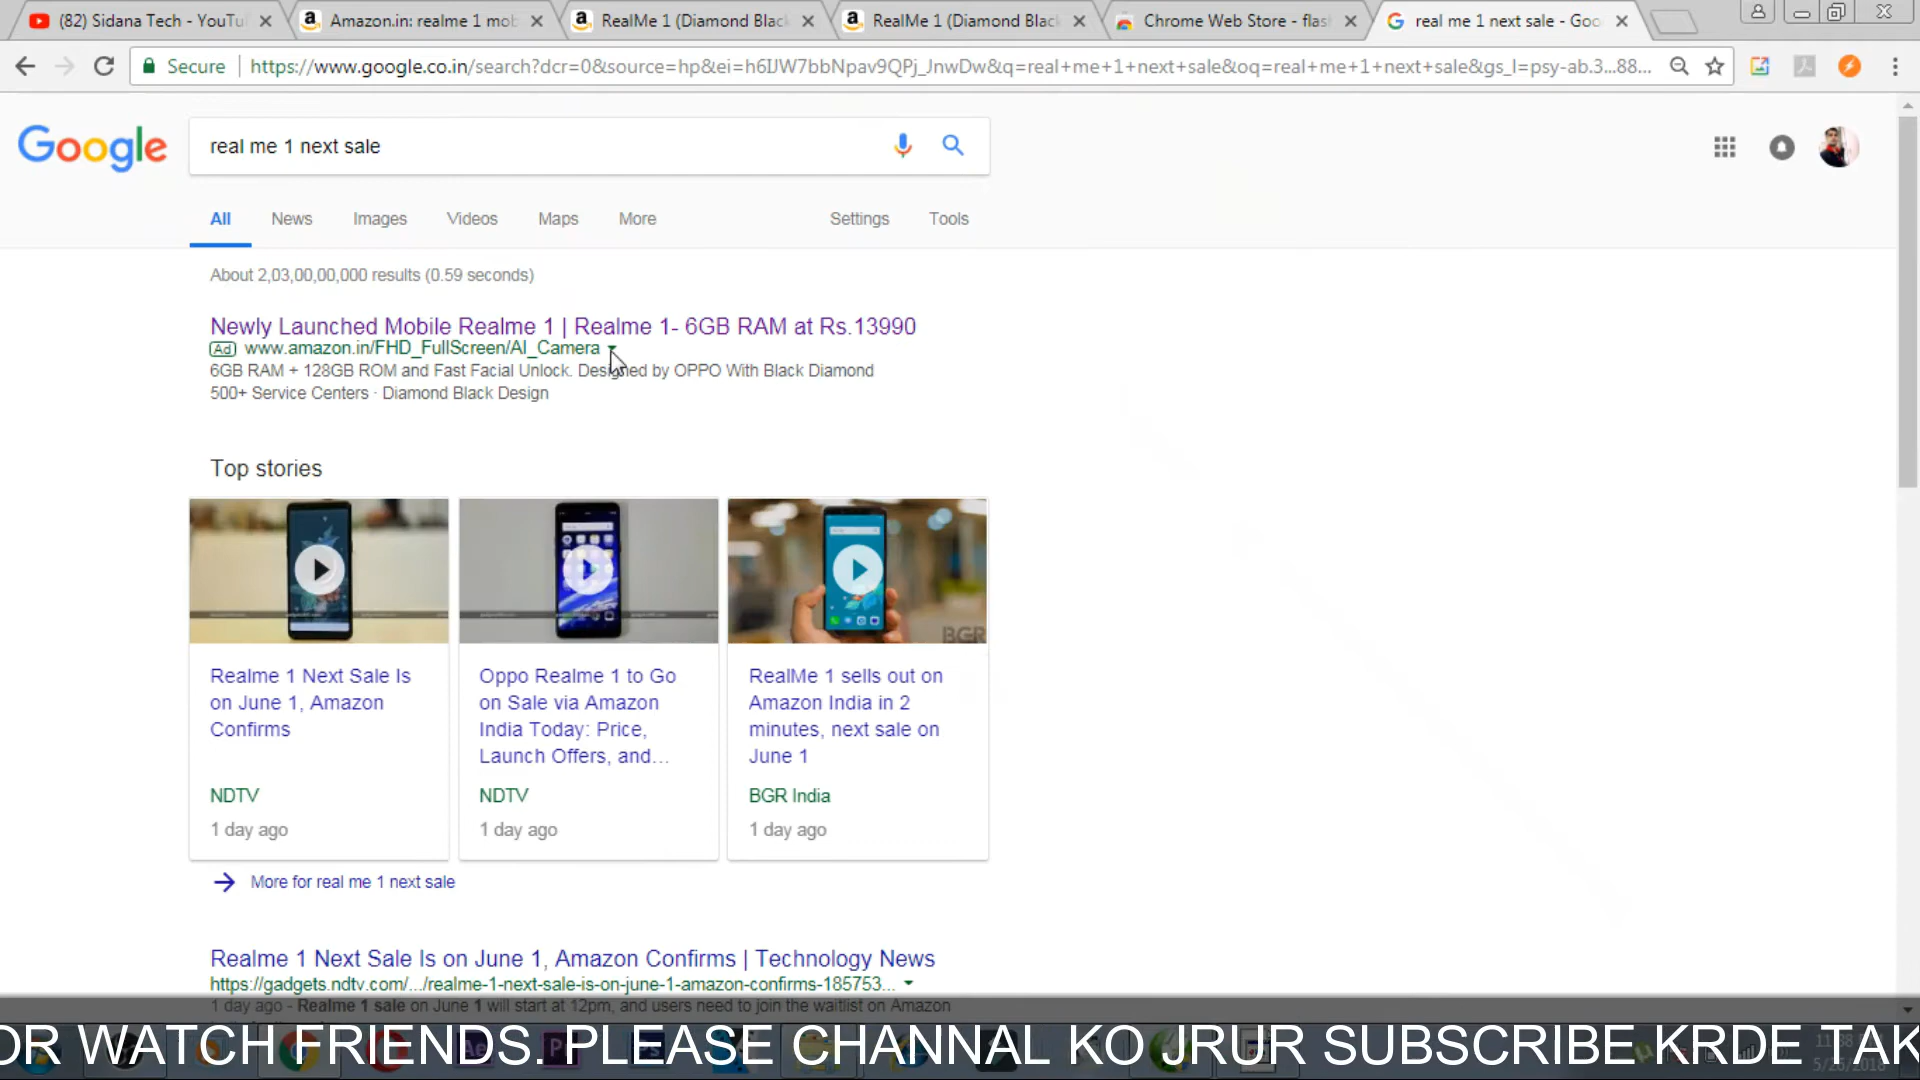 (82) Sidana Tech - YouTu
Amazon.in: realme 1 mob
RealMe 1 (Diamond Black
RealMe 1 (Diamond Black
Chrome Web Store - flas
real me 1 next sale - Goo
Secure
https://www.google.co.in/search?dcr=0&source=hp&ei=h6IJW7bbNpav9QPj_JnwDw&q=real+me+1+next+sale&oq=real+me+1+next+sale&gs_l=psy-ab.3...88...
Google
real me 1 next sale
All
News
Images
Videos
Maps
More
Settings
Tools
About 2,03,00,00,000 results (0.59 seconds)
Newly Launched Mobile Realme 1 | Realme 1- 6GB RAM at Rs.13990
Ad www.amazon.in/FHD_FullScreen/AI_Camera
6GB RAM + 128GB ROM and Fast Facial Unlock. Designed by OPPO With Black Diamond
500+ Service Centers · Diamond Black Design
Top stories
Realme 1 Next Sale Is
on June 1, Amazon
Confirms
NDTV
1 day ago
Oppo Realme 1 to Go
on Sale via Amazon
India Today: Price,
Launch Offers, and...
NDTV
1 day ago
BGR
RealMe 1 sells out on
Amazon India in 2
minutes, next sale on
June 1
BGR India
1 day ago
More for real me 1 next sale
Realme 1 Next Sale Is on June 1, Amazon Confirms | Technology News
https://gadgets.ndtv.com/.../realme-1-next-sale-is-on-june-1-amazon-confirms-185753...
1 day ago - Realme 1 sale on June 1 will start at 12pm, and users need to join the waitlist on Amazon
OR WATCH FRIENDS. PLEASE CHANNAL KO JRUR SUBSCRIBE KRDE TAK
5/26/2018